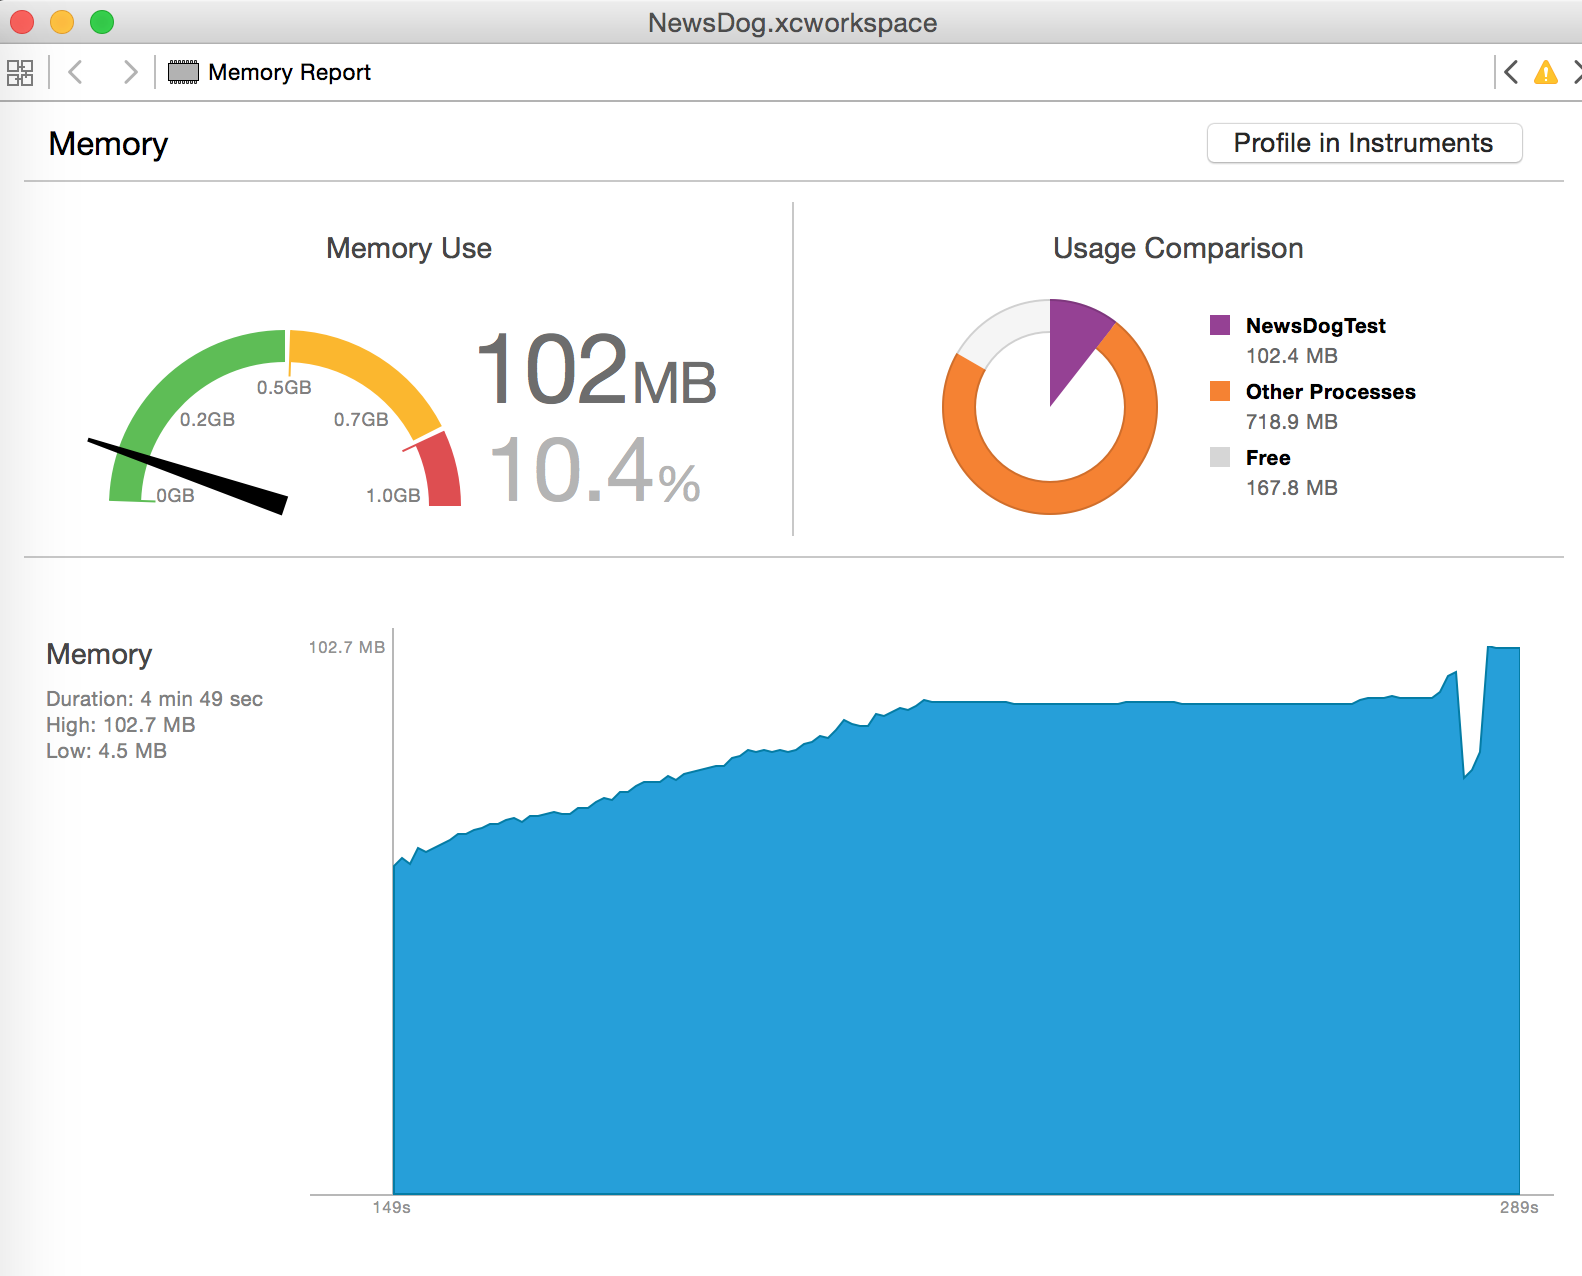 NewsDog.xcworkspace
Memory Report
Memory
Profile in Instruments
Memory Use
0GB
0.2GB
0.5GB
0.7GB
1.0GB
102MB
10.4%
Usage Comparison
NewsDogTest
102.4 MB
Other Processes
718.9 MB
Free
167.8 MB
Memory
Duration: 4 min 49 sec
High: 102.7 MB
Low: 4.5 MB
102.7 MB
149s
289s